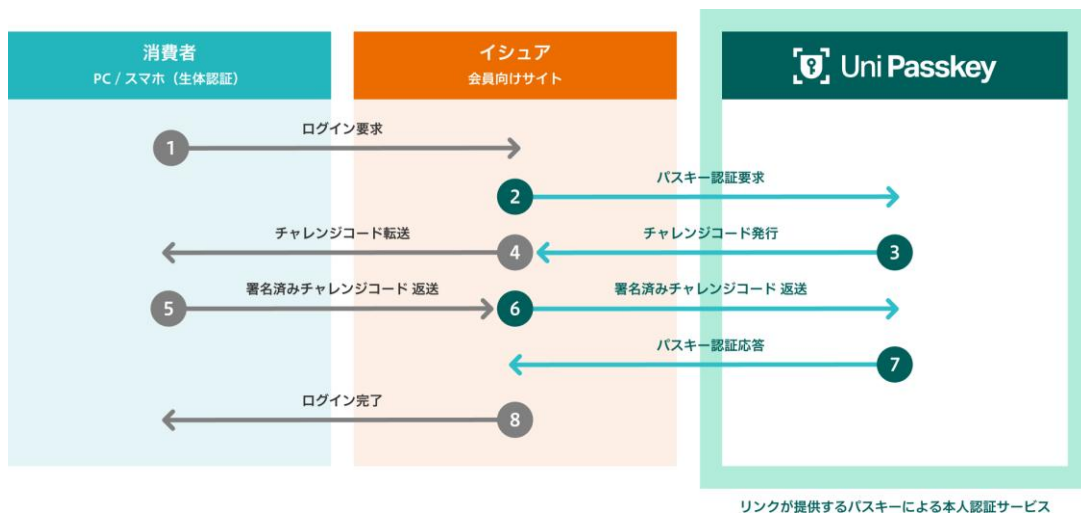 消費者
PC / スマホ（生体認証）
イシュア
会員向けサイト
Uni Passkey
ログイン要求
1
パスキー認証要求
2
チャレンジコード転送
4
チャレンジコード発行
3
署名済みチャレンジコード 返送
5
署名済みチャレンジコード 返送
6
パスキー認証応答
7
ログイン完了
8
リンクが提供するパスキーによる本人認証サービス